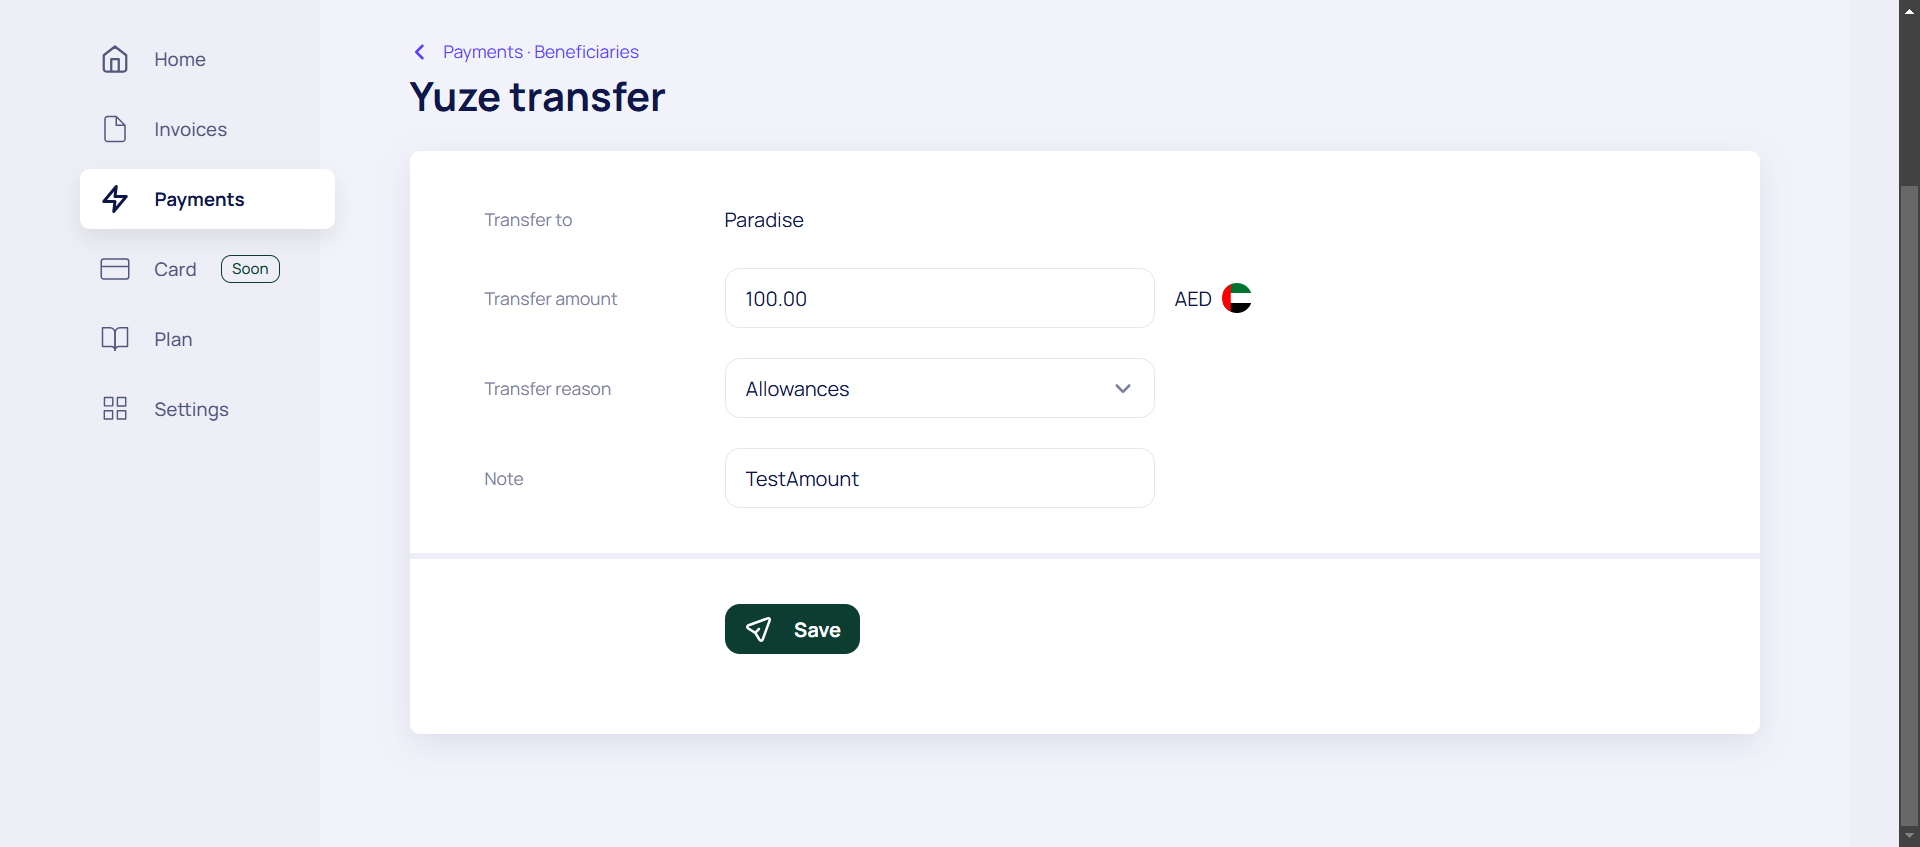 Home
Invoices
Payments
Card Soon
Plan
Settings
Payments · Beneficiaries
Yuze transfer
Transfer to Paradise
Transfer amount 100.00 AED
Transfer reason Allowances
Note TestAmount
Save